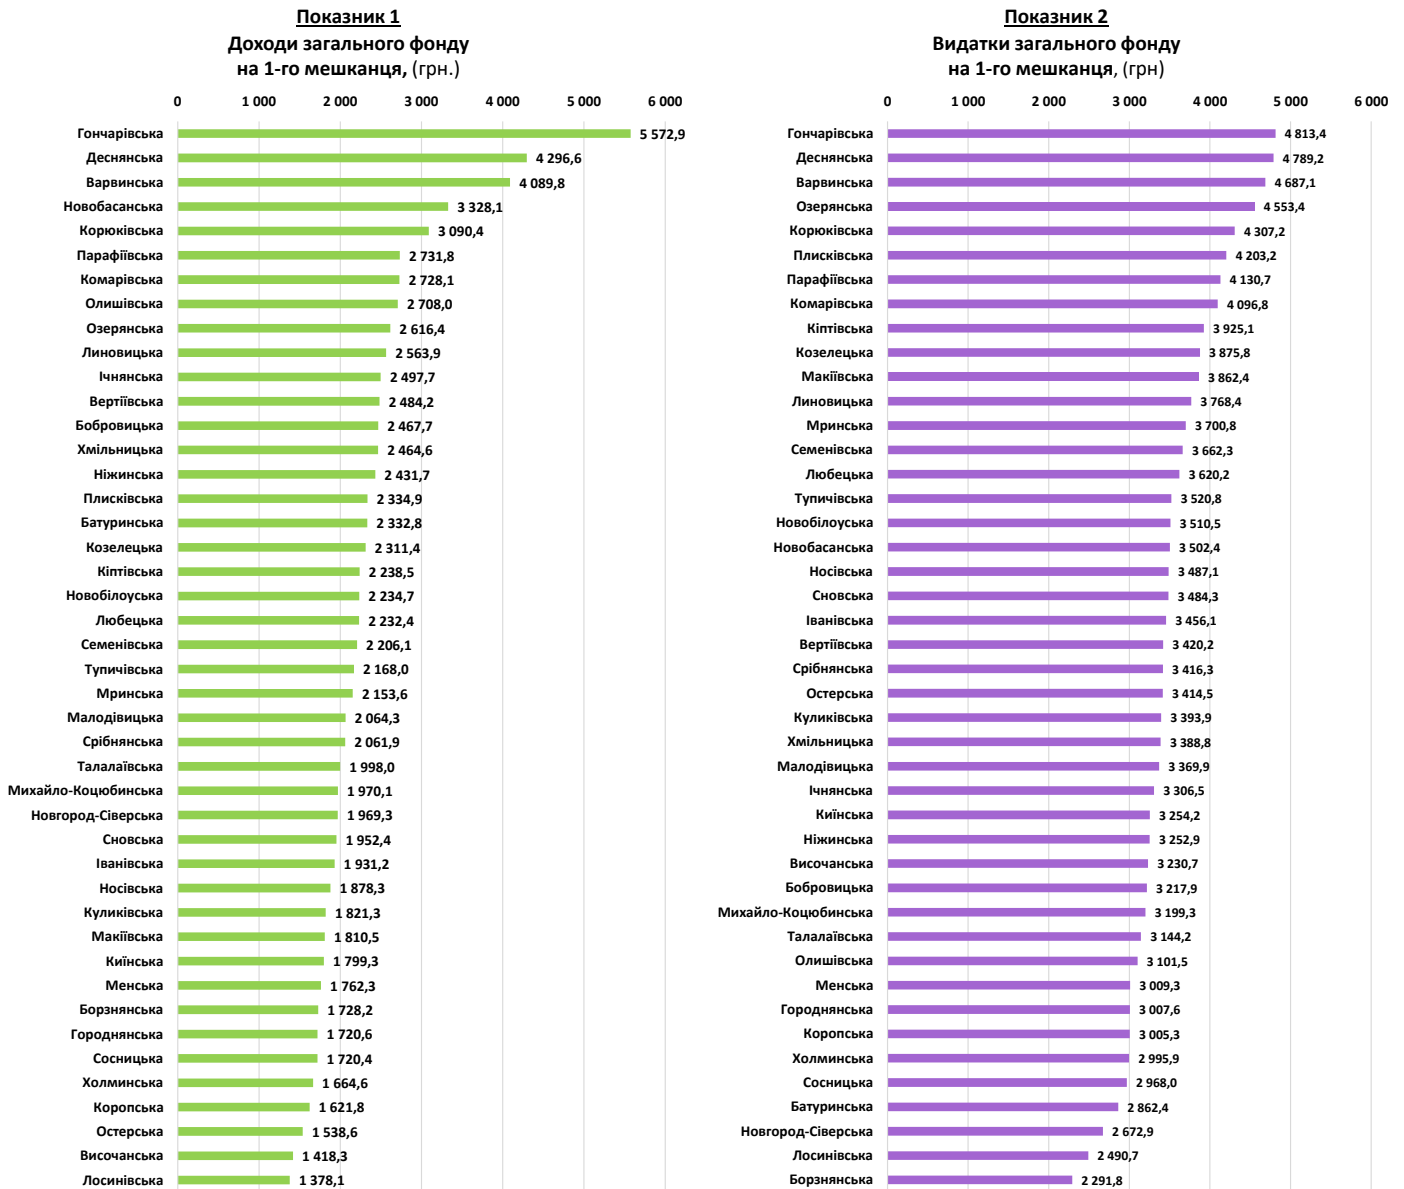 Показник 1
Доходи загального фонду
на 1-го мешканця, (грн.)
0 1 000 2 000 3 000 4 000 5 000 6 000
Гончарівська 5 572,9
Деснянська 4 296,6
Варвинська 4 089,8
Новобасанська 3 328,1
Корюківська 3 090,4
Парафіївська 2 731,8
Комарівська 2 728,1
Олишівська 2 708,0
Озерянська 2 616,4
Линовицька 2 563,9
Ічнянська 2 497,7
Вертіївська 2 484,2
Бобровицька 2 467,7
Хмільницька 2 464,6
Ніжинська 2 431,7
Плисківська 2 334,9
Батуринська 2 332,8
Козелецька 2 311,4
Кіптівська 2 238,5
Новобілоуська 2 234,7
Любецька 2 232,4
Семенівська 2 206,1
Тупичівська 2 168,0
Мринська 2 153,6
Малодівицька 2 064,3
Срібнянська 2 061,9
Талалаївська 1 998,0
Михайло-Коцюбинська 1 970,1
Новгород-Сіверська 1 969,3
Сновська 1 952,4
Іванівська 1 931,2
Носівська 1 878,3
Куликівська 1 821,3
Макіївська 1 810,5
Киїнська 1 799,3
Менська 1 762,3
Борзнянська 1 728,2
Городнянська 1 720,6
Сосницька 1 720,4
Холминська 1 664,6
Коропська 1 621,8
Остерська 1 538,6
Височанська 1 418,3
Лосинівська 1 378,1
Показник 2
Видатки загального фонду
на 1-го мешканця, (грн)
0 1 000 2 000 3 000 4 000 5 000 6 000
Гончарівська 4 813,4
Деснянська 4 789,2
Варвинська 4 687,1
Озерянська 4 553,4
Корюківська 4 307,2
Плисківська 4 203,2
Парафіївська 4 130,7
Комарівська 4 096,8
Кіптівська 3 925,1
Козелецька 3 875,8
Макіївська 3 862,4
Линовицька 3 768,4
Мринська 3 700,8
Семенівська 3 662,3
Любецька 3 620,2
Тупичівська 3 520,8
Новобілоуська 3 510,5
Новобасанська 3 502,4
Носівська 3 487,1
Сновська 3 484,3
Іванівська 3 456,1
Вертіївська 3 420,2
Срібнянська 3 416,3
Остерська 3 414,5
Куликівська 3 393,9
Хмільницька 3 388,8
Малодівицька 3 369,9
Ічнянська 3 306,5
Киїнська 3 254,2
Ніжинська 3 252,9
Височанська 3 230,7
Бобровицька 3 217,9
Михайло-Коцюбинська 3 199,3
Талалаївська 3 144,2
Олишівська 3 101,5
Менська 3 009,3
Городнянська 3 007,6
Коропська 3 005,3
Холминська 2 995,9
Сосницька 2 968,0
Батуринська 2 862,4
Новгород-Сіверська 2 672,9
Лосинівська 2 490,7
Борзнянська 2 291,8